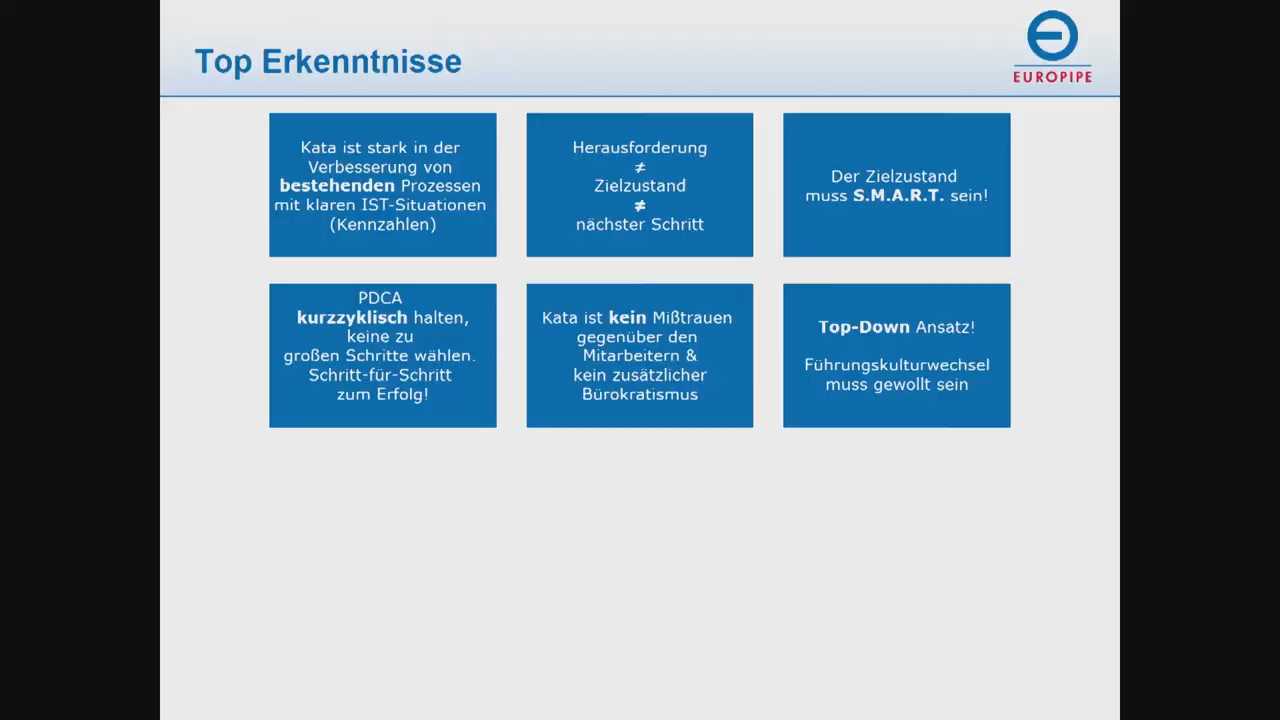 Top Erkenntnisse
EUROPIPE
Kata ist stark in der
Verbesserung von
bestehenden Prozessen
mit klaren IST-Situationen
(Kennzahlen)
Herausforderung
≠
Zielzustand
≠
nächster Schritt
Der Zielzustand
muss S.M.A.R.T. sein!
PDCA
kurzzyklisch halten,
keine zu
großen Schritte wählen.
Schritt-für-Schritt
zum Erfolg!
Kata ist kein Mißtrauen
gegenüber den
Mitarbeitern &
kein zusätzlicher
Bürokratismus
Top-Down Ansatz!
Führungskulturwechsel
muss gewollt sein